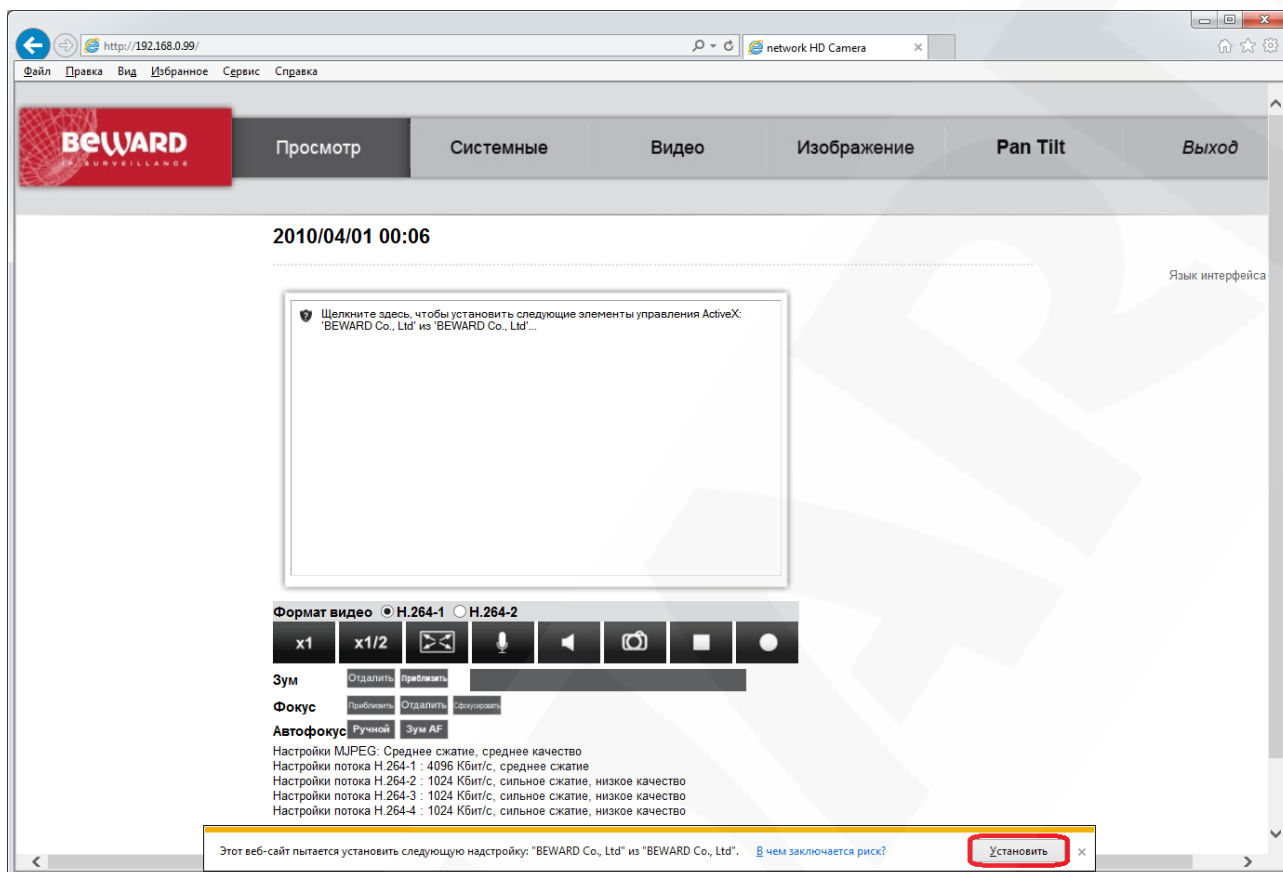 http://192.168.0.99/
network HD Camera
Файл Правка Вид Избранное Сервис Справка
BEWARD
IP SURVEILLANCE
Просмотр Системные Видео Изображение Pan Tilt Выход
2010/04/01 00:06
Язык интерфейса
Щелкните здесь, чтобы установить следующие элементы управления ActiveX:
'BEWARD Co., Ltd' из 'BEWARD Co., Ltd'...
Формат видео H.264-1 H.264-2
x1 x1/2
Зум Отдалить Приблизить
Фокус Приблизить Отдалить Сфокусировать
Автофокус Ручной Зум AF
Настройки MJPEG: Среднее сжатие, среднее качество
Настройки потока H.264-1 : 4096 Кбит/с, среднее сжатие
Настройки потока H.264-2 : 1024 Кбит/с, сильное сжатие, низкое качество
Настройки потока H.264-3 : 1024 Кбит/с, сильное сжатие, низкое качество
Настройки потока H.264-4 : 1024 Кбит/с, сильное сжатие, низкое качество
Этот веб-сайт пытается установить следующую надстройку: "BEWARD Co., Ltd" из "BEWARD Co., Ltd". В чем заключается риск? Установить